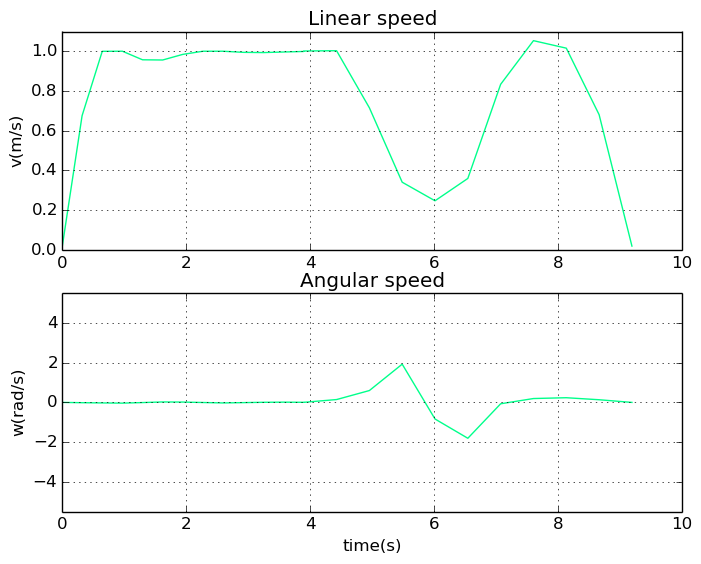 Linear speed
v(m/s)
1.0
0.8
0.6
0.4
0.2
0.0
0 2 4 6 8 10
Angular speed
w(rad/s)
4
2
0
−2
−4
0 2 4 6 8 10
time(s)